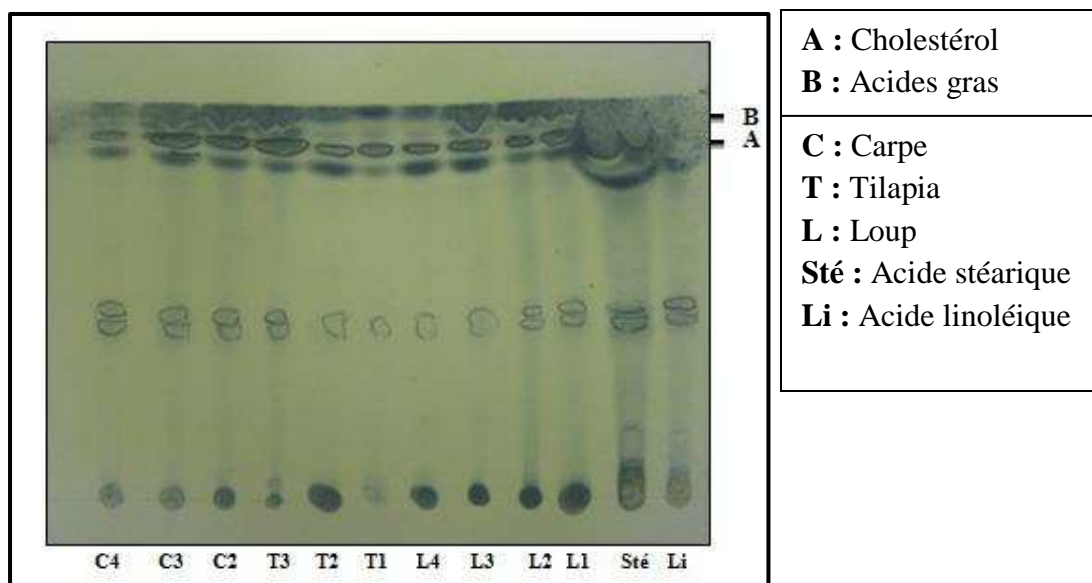 B
A
C4 C3 C2 T3 T2 T1 L4 L3 L2 L1 Sté Li
A : Cholestérol
B : Acides gras
C : Carpe
T : Tilapia
L : Loup
Sté : Acide stéarique
Li : Acide linoléique